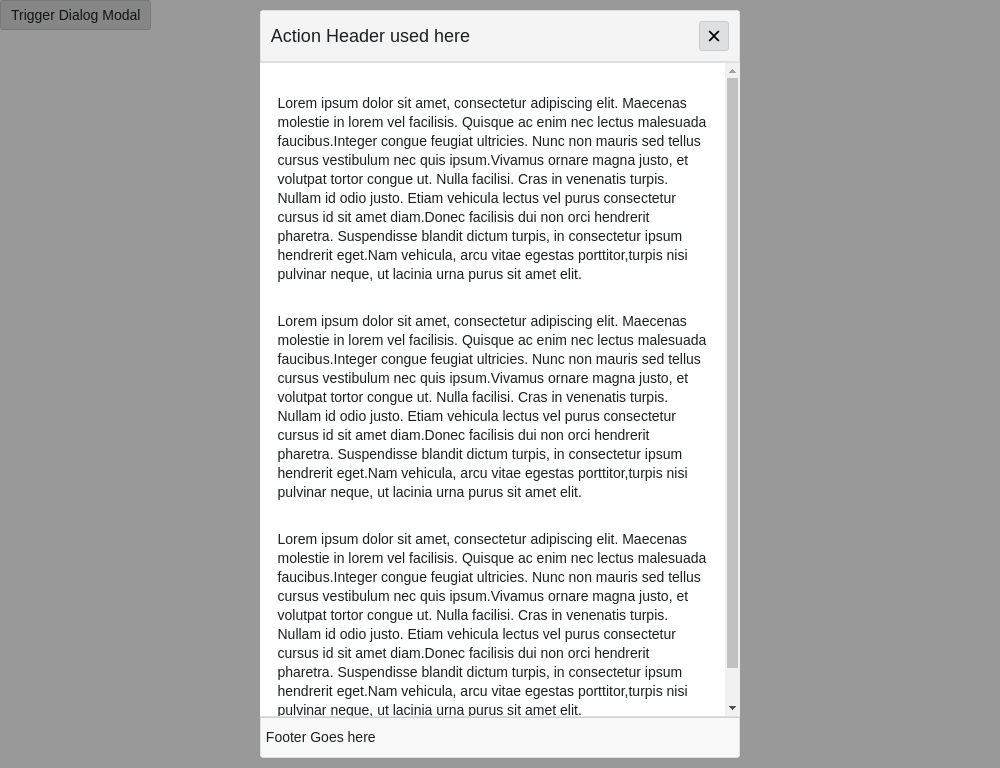 Trigger Dialog Modal
Action Header used here
Lorem ipsum dolor sit amet, consectetur adipiscing elit. Maecenas
molestie in lorem vel facilisis. Quisque ac enim nec lectus malesuada
faucibus.Integer congue feugiat ultricies. Nunc non mauris sed tellus
cursus vestibulum nec quis ipsum.Vivamus ornare magna justo, et
volutpat tortor congue ut. Nulla facilisi. Cras in venenatis turpis.
Nullam id odio justo. Etiam vehicula lectus vel purus consectetur
cursus id sit amet diam.Donec facilisis dui non orci hendrerit
pharetra. Suspendisse blandit dictum turpis, in consectetur ipsum
hendrerit eget.Nam vehicula, arcu vitae egestas porttitor,turpis nisi
pulvinar neque, ut lacinia urna purus sit amet elit.
Lorem ipsum dolor sit amet, consectetur adipiscing elit. Maecenas
molestie in lorem vel facilisis. Quisque ac enim nec lectus malesuada
faucibus.Integer congue feugiat ultricies. Nunc non mauris sed tellus
cursus vestibulum nec quis ipsum.Vivamus ornare magna justo, et
volutpat tortor congue ut. Nulla facilisi. Cras in venenatis turpis.
Nullam id odio justo. Etiam vehicula lectus vel purus consectetur
cursus id sit amet diam.Donec facilisis dui non orci hendrerit
pharetra. Suspendisse blandit dictum turpis, in consectetur ipsum
hendrerit eget.Nam vehicula, arcu vitae egestas porttitor,turpis nisi
pulvinar neque, ut lacinia urna purus sit amet elit.
Lorem ipsum dolor sit amet, consectetur adipiscing elit. Maecenas
molestie in lorem vel facilisis. Quisque ac enim nec lectus malesuada
faucibus.Integer congue feugiat ultricies. Nunc non mauris sed tellus
cursus vestibulum nec quis ipsum.Vivamus ornare magna justo, et
volutpat tortor congue ut. Nulla facilisi. Cras in venenatis turpis.
Nullam id odio justo. Etiam vehicula lectus vel purus consectetur
cursus id sit amet diam.Donec facilisis dui non orci hendrerit
pharetra. Suspendisse blandit dictum turpis, in consectetur ipsum
hendrerit eget.Nam vehicula, arcu vitae egestas porttitor,turpis nisi
pulvinar neque, ut lacinia urna purus sit amet elit.
Footer Goes here